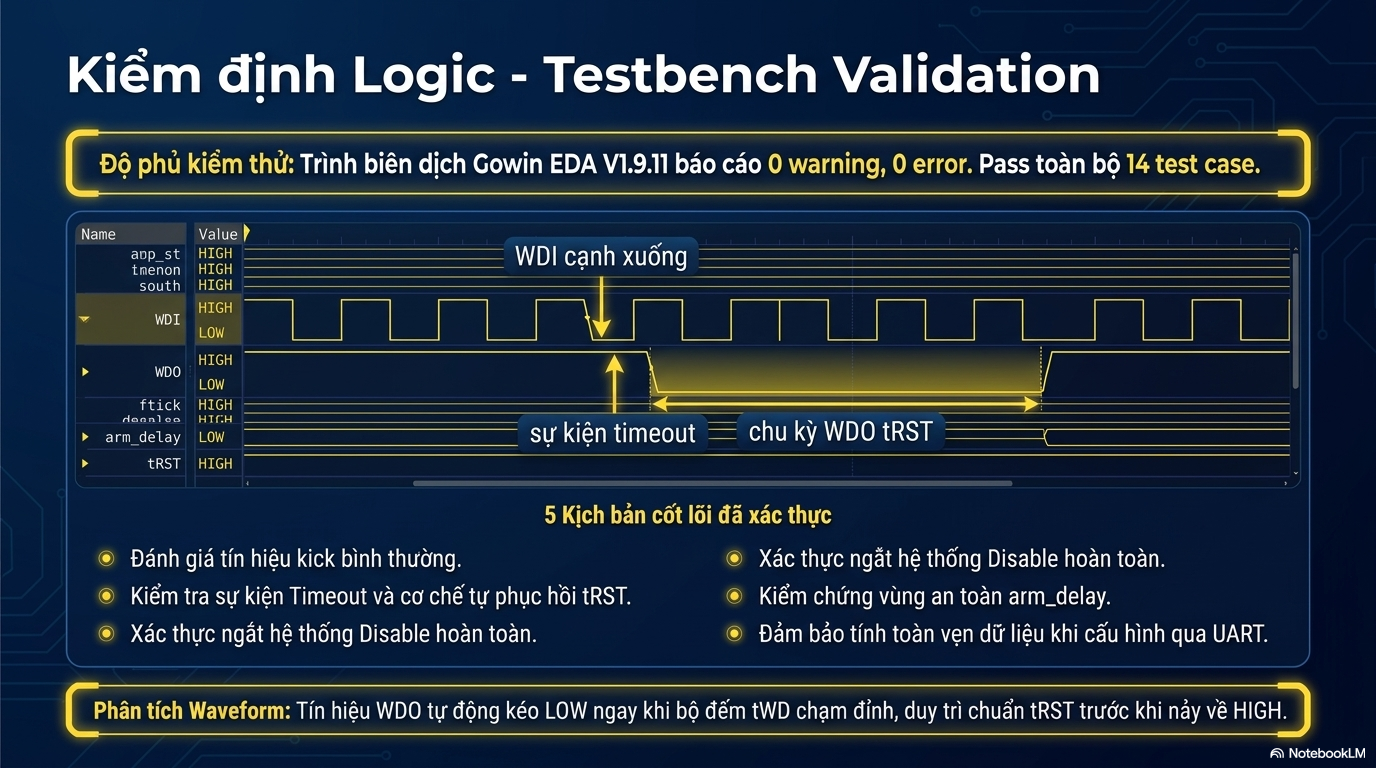 Kiểm định Logic - Testbench Validation
Độ phủ kiểm thử: Trình biên dịch Gowin EDA V1.9.11 báo cáo 0 warning, 0 error. Pass toàn bộ 14 test case.
Name Value
app_st HIGH
tmenon HIGH
south HIGH
WDI HIGH
LOW
WDO HIGH
LOW
ftick HIGH
HIGH
arm_delay LOW
tRST HIGH
WDI cạnh xuống
sự kiện timeout
chu kỳ WDO tRST
5 Kịch bản cốt lõi đã xác thực
Đánh giá tín hiệu kick bình thường.
Kiểm tra sự kiện Timeout và cơ chế tự phục hồi tRST.
Xác thực ngắt hệ thống Disable hoàn toàn.
Xác thực ngắt hệ thống Disable hoàn toàn.
Kiểm chứng vùng an toàn arm_delay.
Đảm bảo tính toàn vẹn dữ liệu khi cấu hình qua UART.
Phân tích Waveform: Tín hiệu WDO tự động kéo LOW ngay khi bộ đếm tWD chạm đỉnh, duy trì chuẩn tRST trước khi nảy về HIGH.
NotebookLM